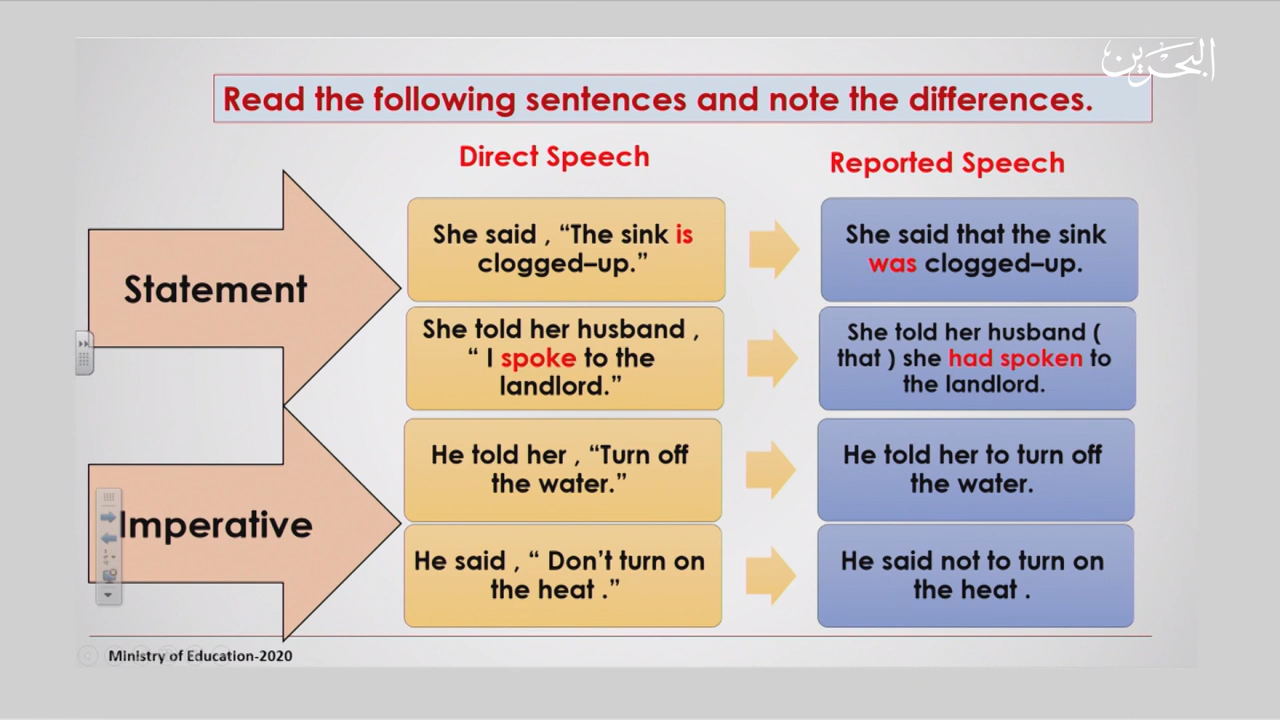 البحرين
Read the following sentences and note the differences.
Direct Speech
Reported Speech
Statement
She said , “The sink is
clogged–up.”
She said that the sink
was clogged–up.
She told her husband ,
“ I spoke to the
landlord.”
She told her husband (
that ) she had spoken to
the landlord.
Imperative
He told her , “Turn off
the water.”
He told her to turn off
the water.
He said , “ Don’t turn on
the heat .”
He said not to turn on
the heat .
Ministry of Education-2020